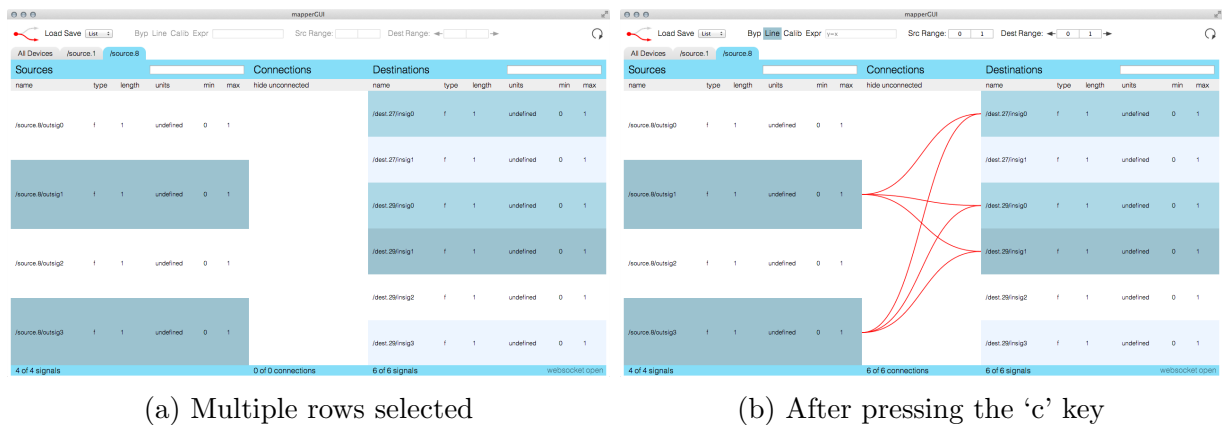 mapperGUI
Load Save List Byp Line Calib Expr Src Range: Dest Range:
All Devices /source.1 /source.8
Sources Connections Destinations
name type length units min max hide unconnected name type length units min max
/dest.27/insig0 f 1 undefined 0 1
/source.8/outsig0 f 1 undefined 0 1
/dest.27/insig1 f 1 undefined 0 1
/source.8/outsig1 f 1 undefined 0 1
/dest.29/insig0 f 1 undefined 0 1
/dest.29/insig1 f 1 undefined 0 1
/source.8/outsig2 f 1 undefined 0 1
/dest.29/insig2 f 1 undefined 0 1
/source.8/outsig3 f 1 undefined 0 1
/dest.29/insig3 f 1 undefined 0 1
4 of 4 signals 0 of 0 connections 6 of 6 signals websocket open
(a) Multiple rows selected
mapperGUI
Load Save List Byp Line Calib Expr y=x Src Range: 0 1 Dest Range: 0 1
All Devices /source.1 /source.8
Sources Connections Destinations
name type length units min max hide unconnected name type length units min max
/dest.27/insig0 f 1 undefined 0 1
/source.8/outsig0 f 1 undefined 0 1
/dest.27/insig1 f 1 undefined 0 1
/source.8/outsig1 f 1 undefined 0 1
/dest.29/insig0 f 1 undefined 0 1
/dest.29/insig1 f 1 undefined 0 1
/source.8/outsig2 f 1 undefined 0 1
/dest.29/insig2 f 1 undefined 0 1
/source.8/outsig3 f 1 undefined 0 1
/dest.29/insig3 f 1 undefined 0 1
4 of 4 signals 6 of 6 connections 6 of 6 signals websocket open
(b) After pressing the ‘c’ key